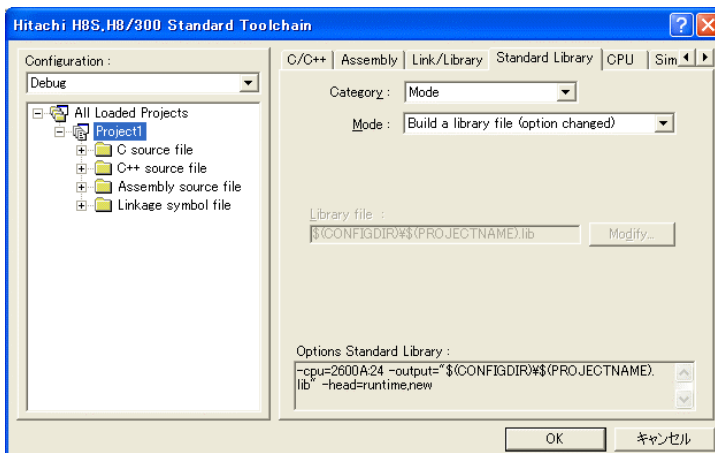 Hitachi H8S,H8/300 Standard Toolchain
Configuration :
Debug
All Loaded Projects
Project1
C source file
C++ source file
Assembly source file
Linkage symbol file
C/C++ Assembly Link/Library Standard Library CPU Sim
Category : Mode
Mode : Build a library file (option changed)
Library file :
$(CONFIGDIR)¥$(PROJECTNAME).lib Modify...
Options Standard Library :
-cpu=2600A:24 -output="$(CONFIGDIR)¥$(PROJECTNAME).
lib" -head=runtime,new
OK キャンセル